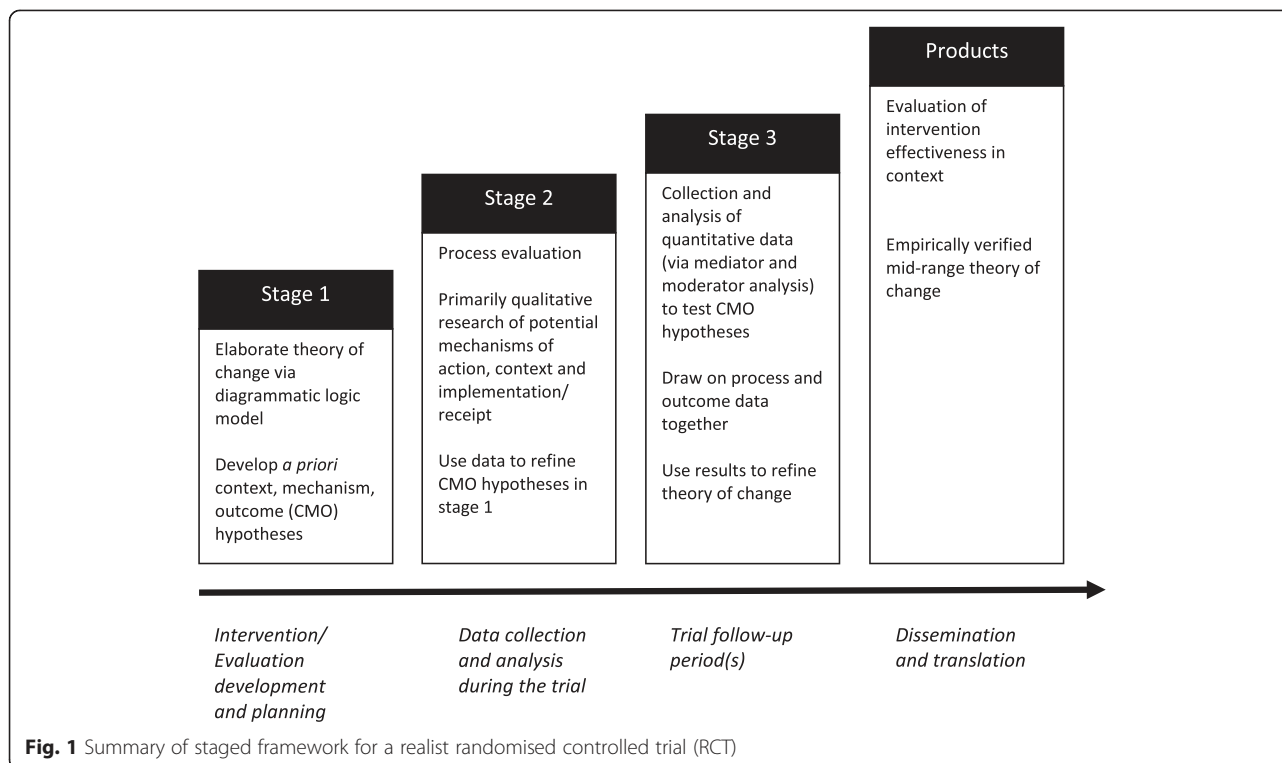 Stage 1
Elaborate theory of
change via
diagrammatic logic
model
Develop a priori
context, mechanism,
outcome (CMO)
hypotheses
Stage 2
Process evaluation
Primarily qualitative
research of potential
mechanisms of
action, context and
implementation/
receipt
Use data to refine
CMO hypotheses in
stage 1
Stage 3
Collection and
analysis of
quantitative data
(via mediator and
moderator analysis)
to test CMO
hypotheses
Draw on process and
outcome data
together
Use results to refine
theory of change
Products
Evaluation of
intervention
effectiveness in
context
Empirically verified
mid-range theory of
change
Intervention/
Evaluation
development
and planning
Data collection
and analysis
during the trial
Trial follow-up
period(s)
Dissemination
and translation
Fig. 1 Summary of staged framework for a realist randomised controlled trial (RCT)